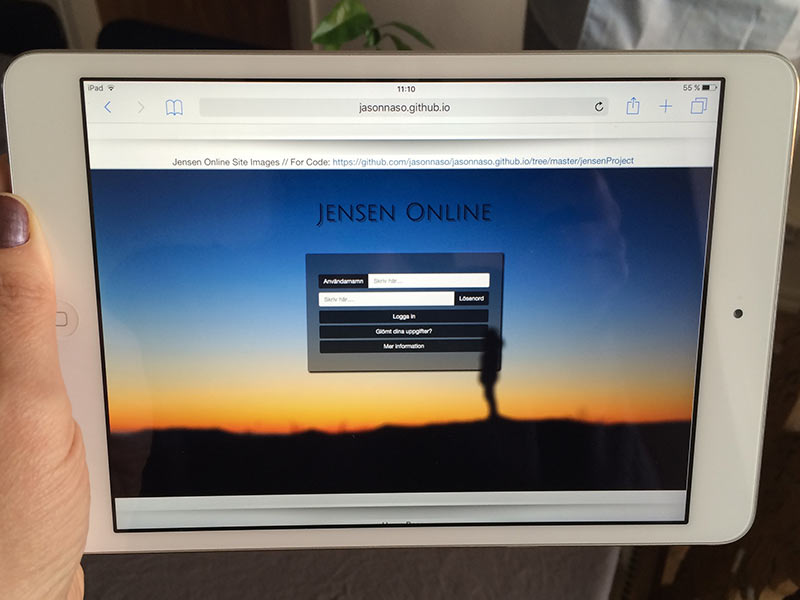 iPad 11:10 55 %
jasonnaso.github.io
Jensen Online Site Images // For Code: https://github.com/jasonnaso/jasonnaso.github.io/tree/master/jensenProject
JENSEN ONLINE
Användarnamn Skriv här....
Skriv här.... Lösenord
Logga in
Glömt dina uppgifter?
Mer information